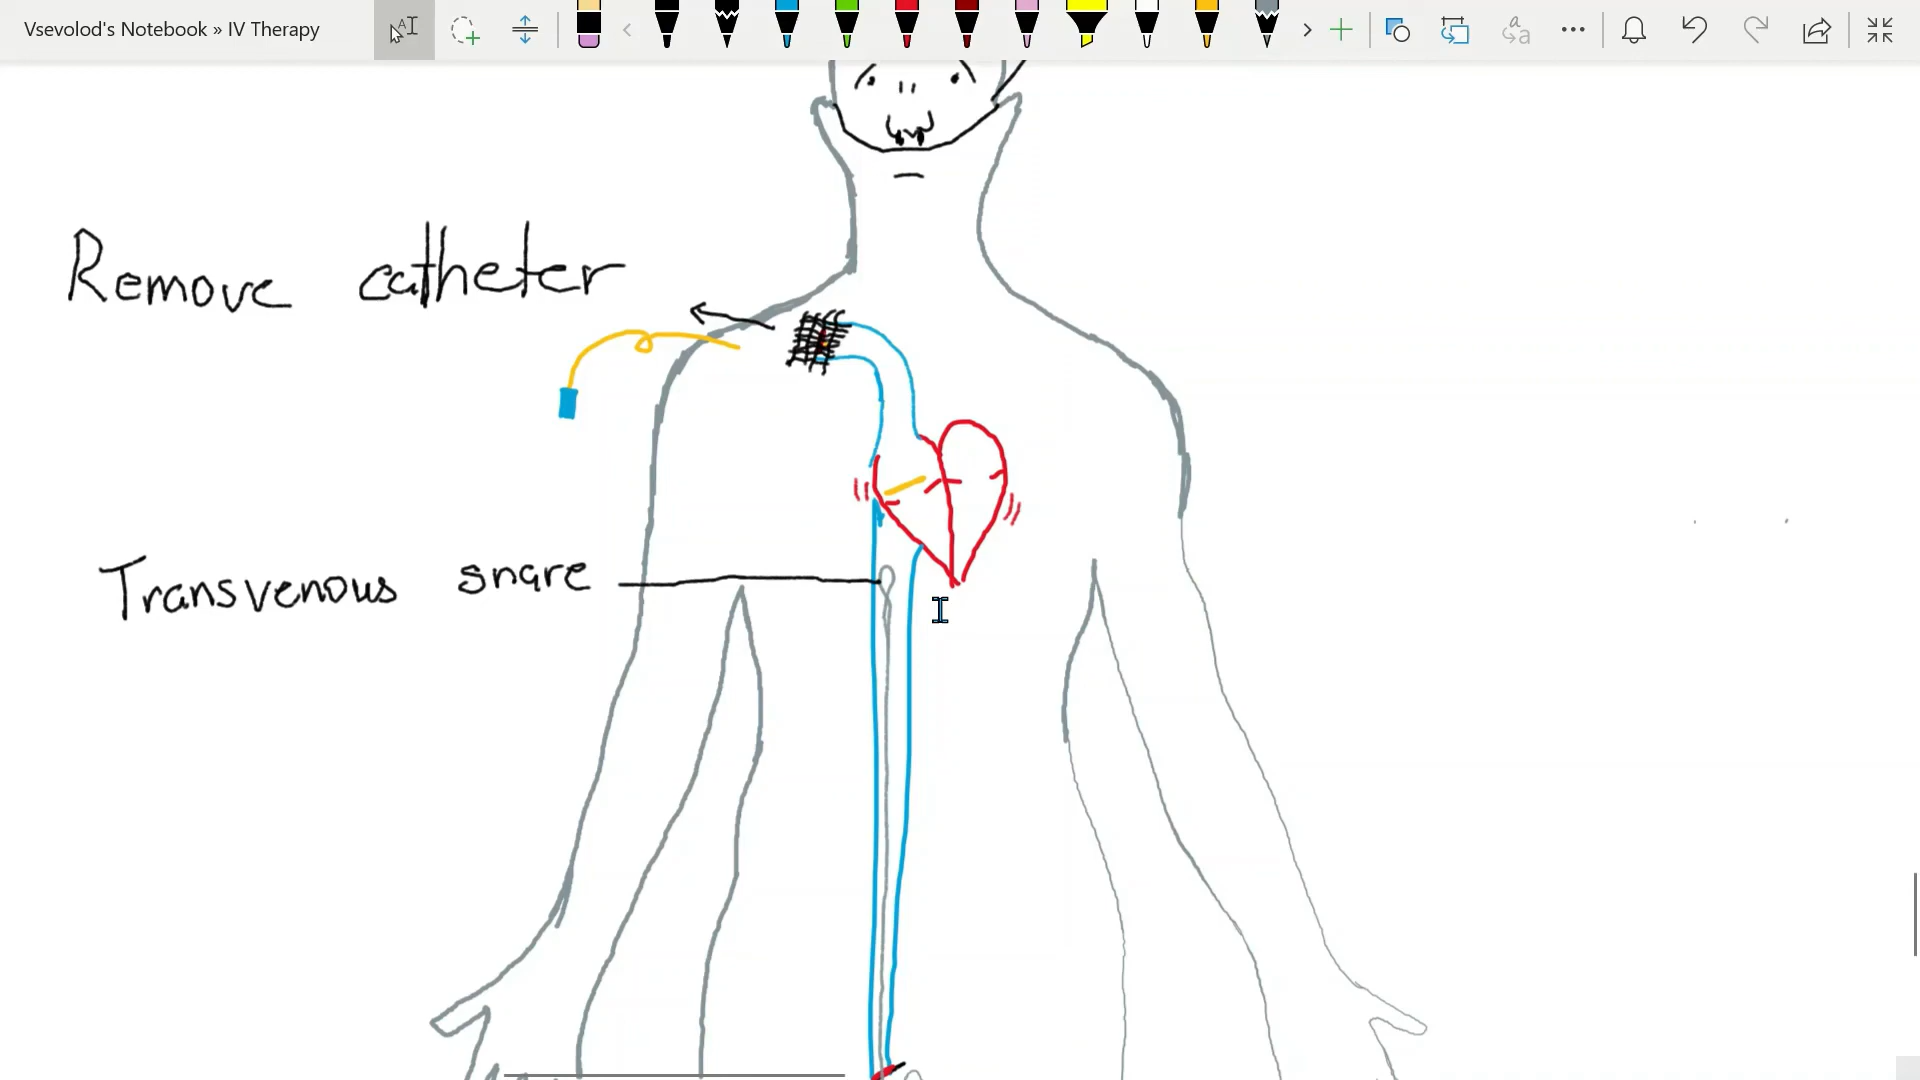 Vsevolod's Notebook » IV Therapy
Remove catheter
Transvenous snare